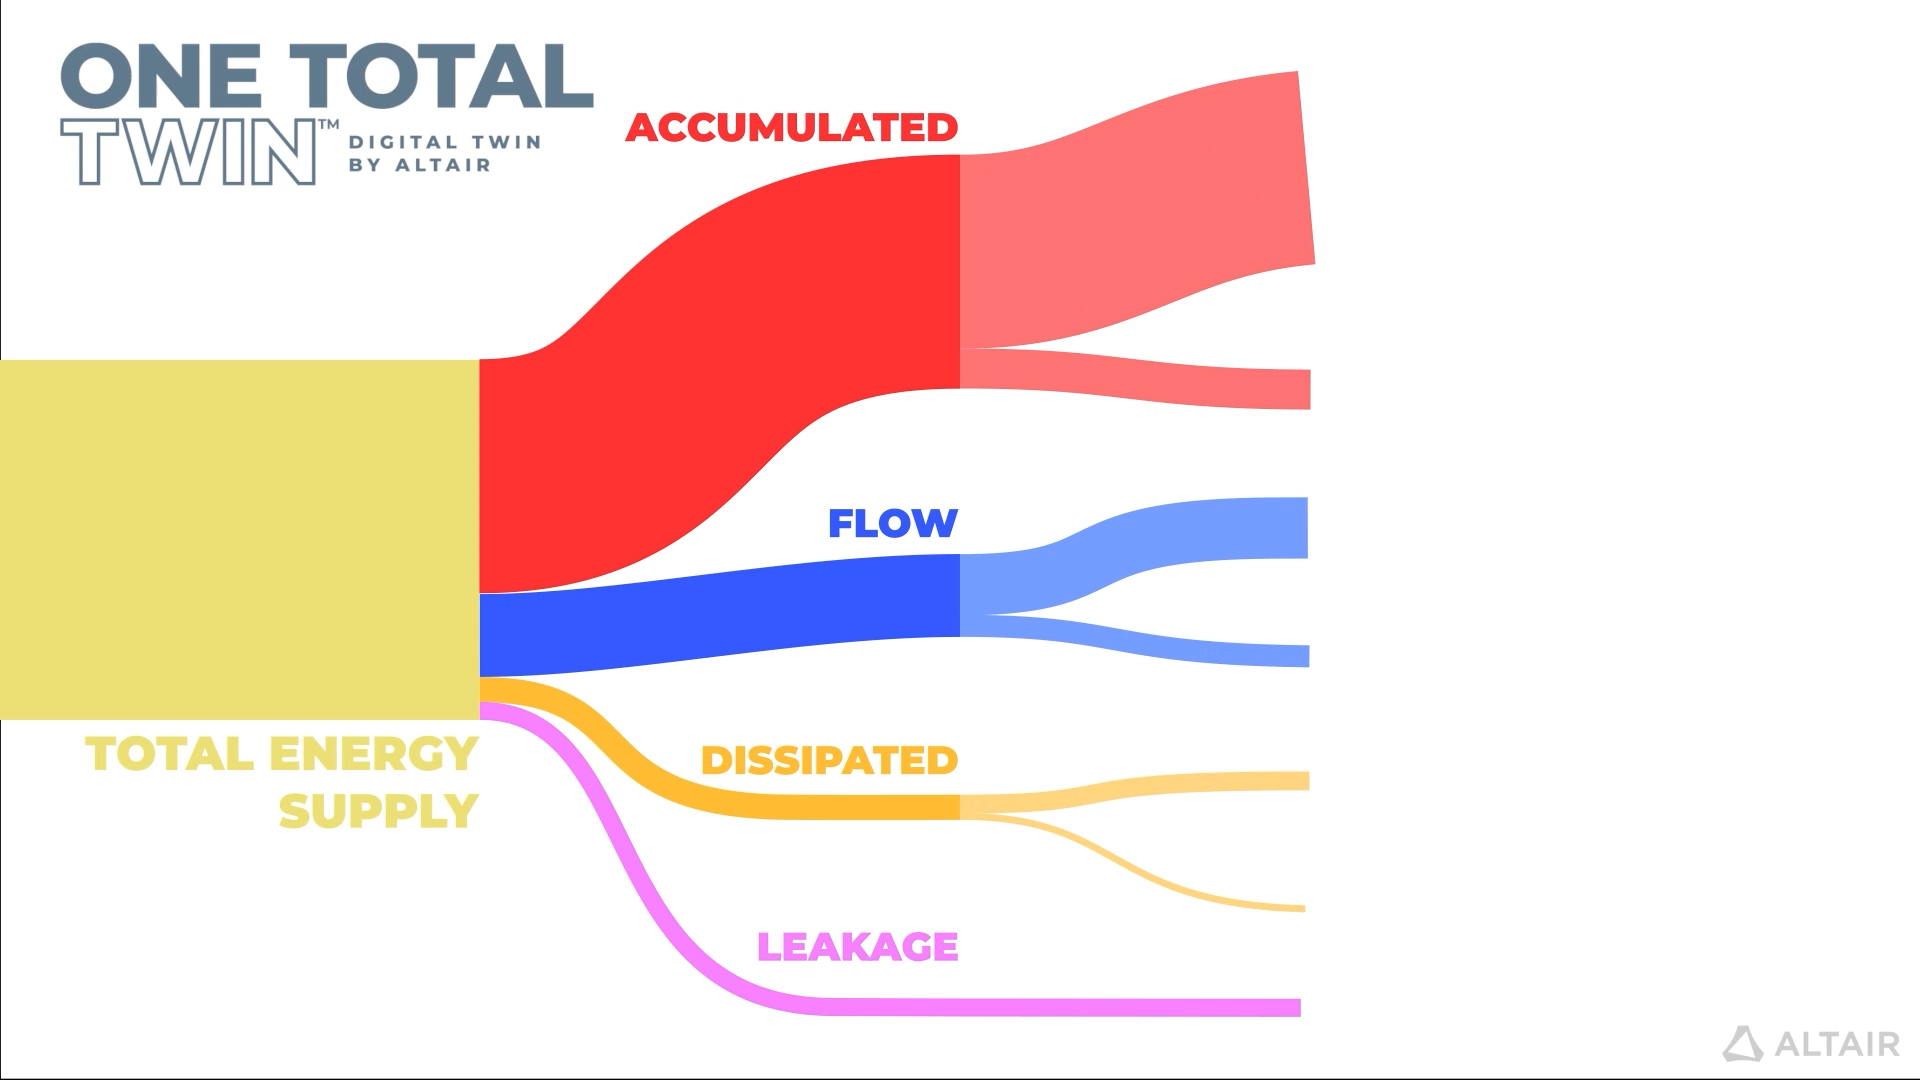 ONE TOTAL
TWIN™ DIGITAL TWIN
BY ALTAIR
ACCUMULATED
FLOW
TOTAL ENERGY
SUPPLY
DISSIPATED
LEAKAGE
ALTAIR